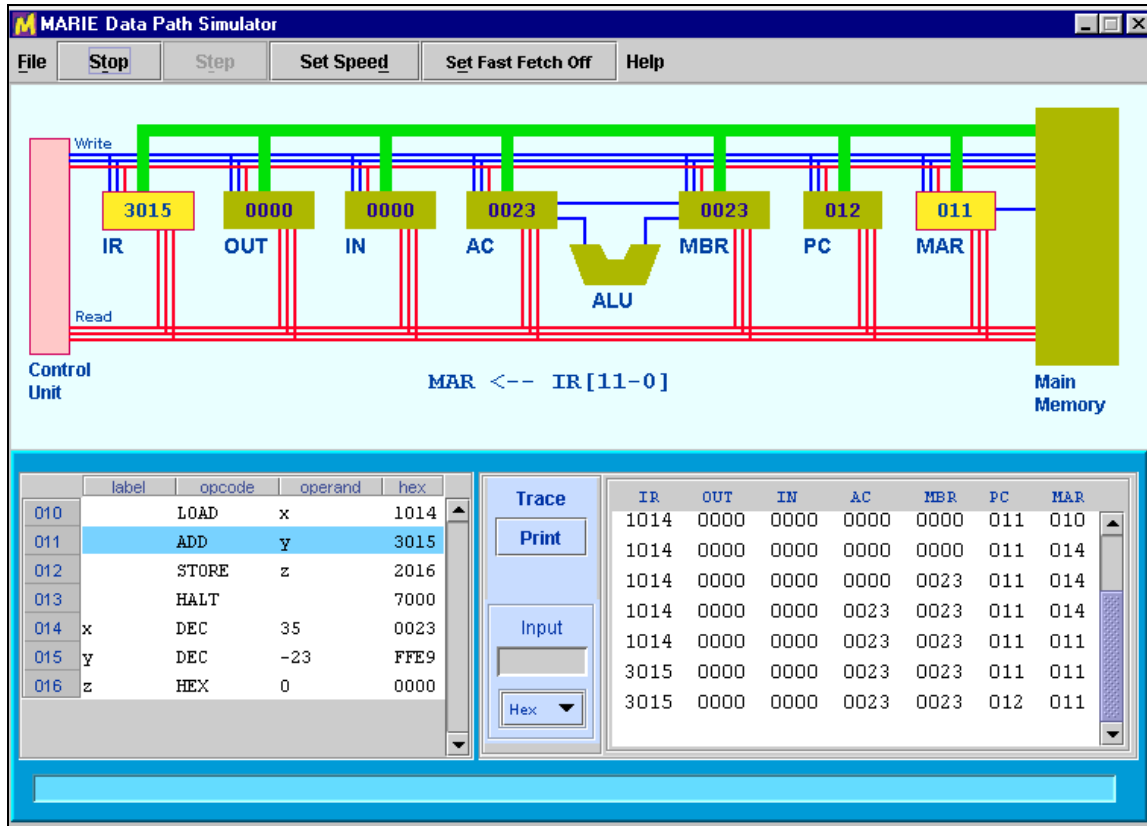 MARIE Data Path Simulator
File Stop Step Set Speed Set Fast Fetch Off Help
Write
3015 0000 0000 0023 0023 012 011
IR OUT IN AC MBR PC MAR
ALU
Read
Control Unit
MAR <-- IR[11-0]
Main Memory
label opcode operand hex
010 LOAD x 1014
011 ADD y 3015
012 STORE z 2016
013 HALT 7000
014 x DEC 35 0023
015 y DEC -23 FFE9
016 z HEX 0 0000
Trace
Print
Input
Hex
IR OUT IN AC MBR PC MAR
1014 0000 0000 0000 0000 011 010
1014 0000 0000 0000 0000 011 014
1014 0000 0000 0000 0023 011 014
1014 0000 0000 0023 0023 011 014
1014 0000 0000 0023 0023 011 011
3015 0000 0000 0023 0023 011 011
3015 0000 0000 0023 0023 012 011